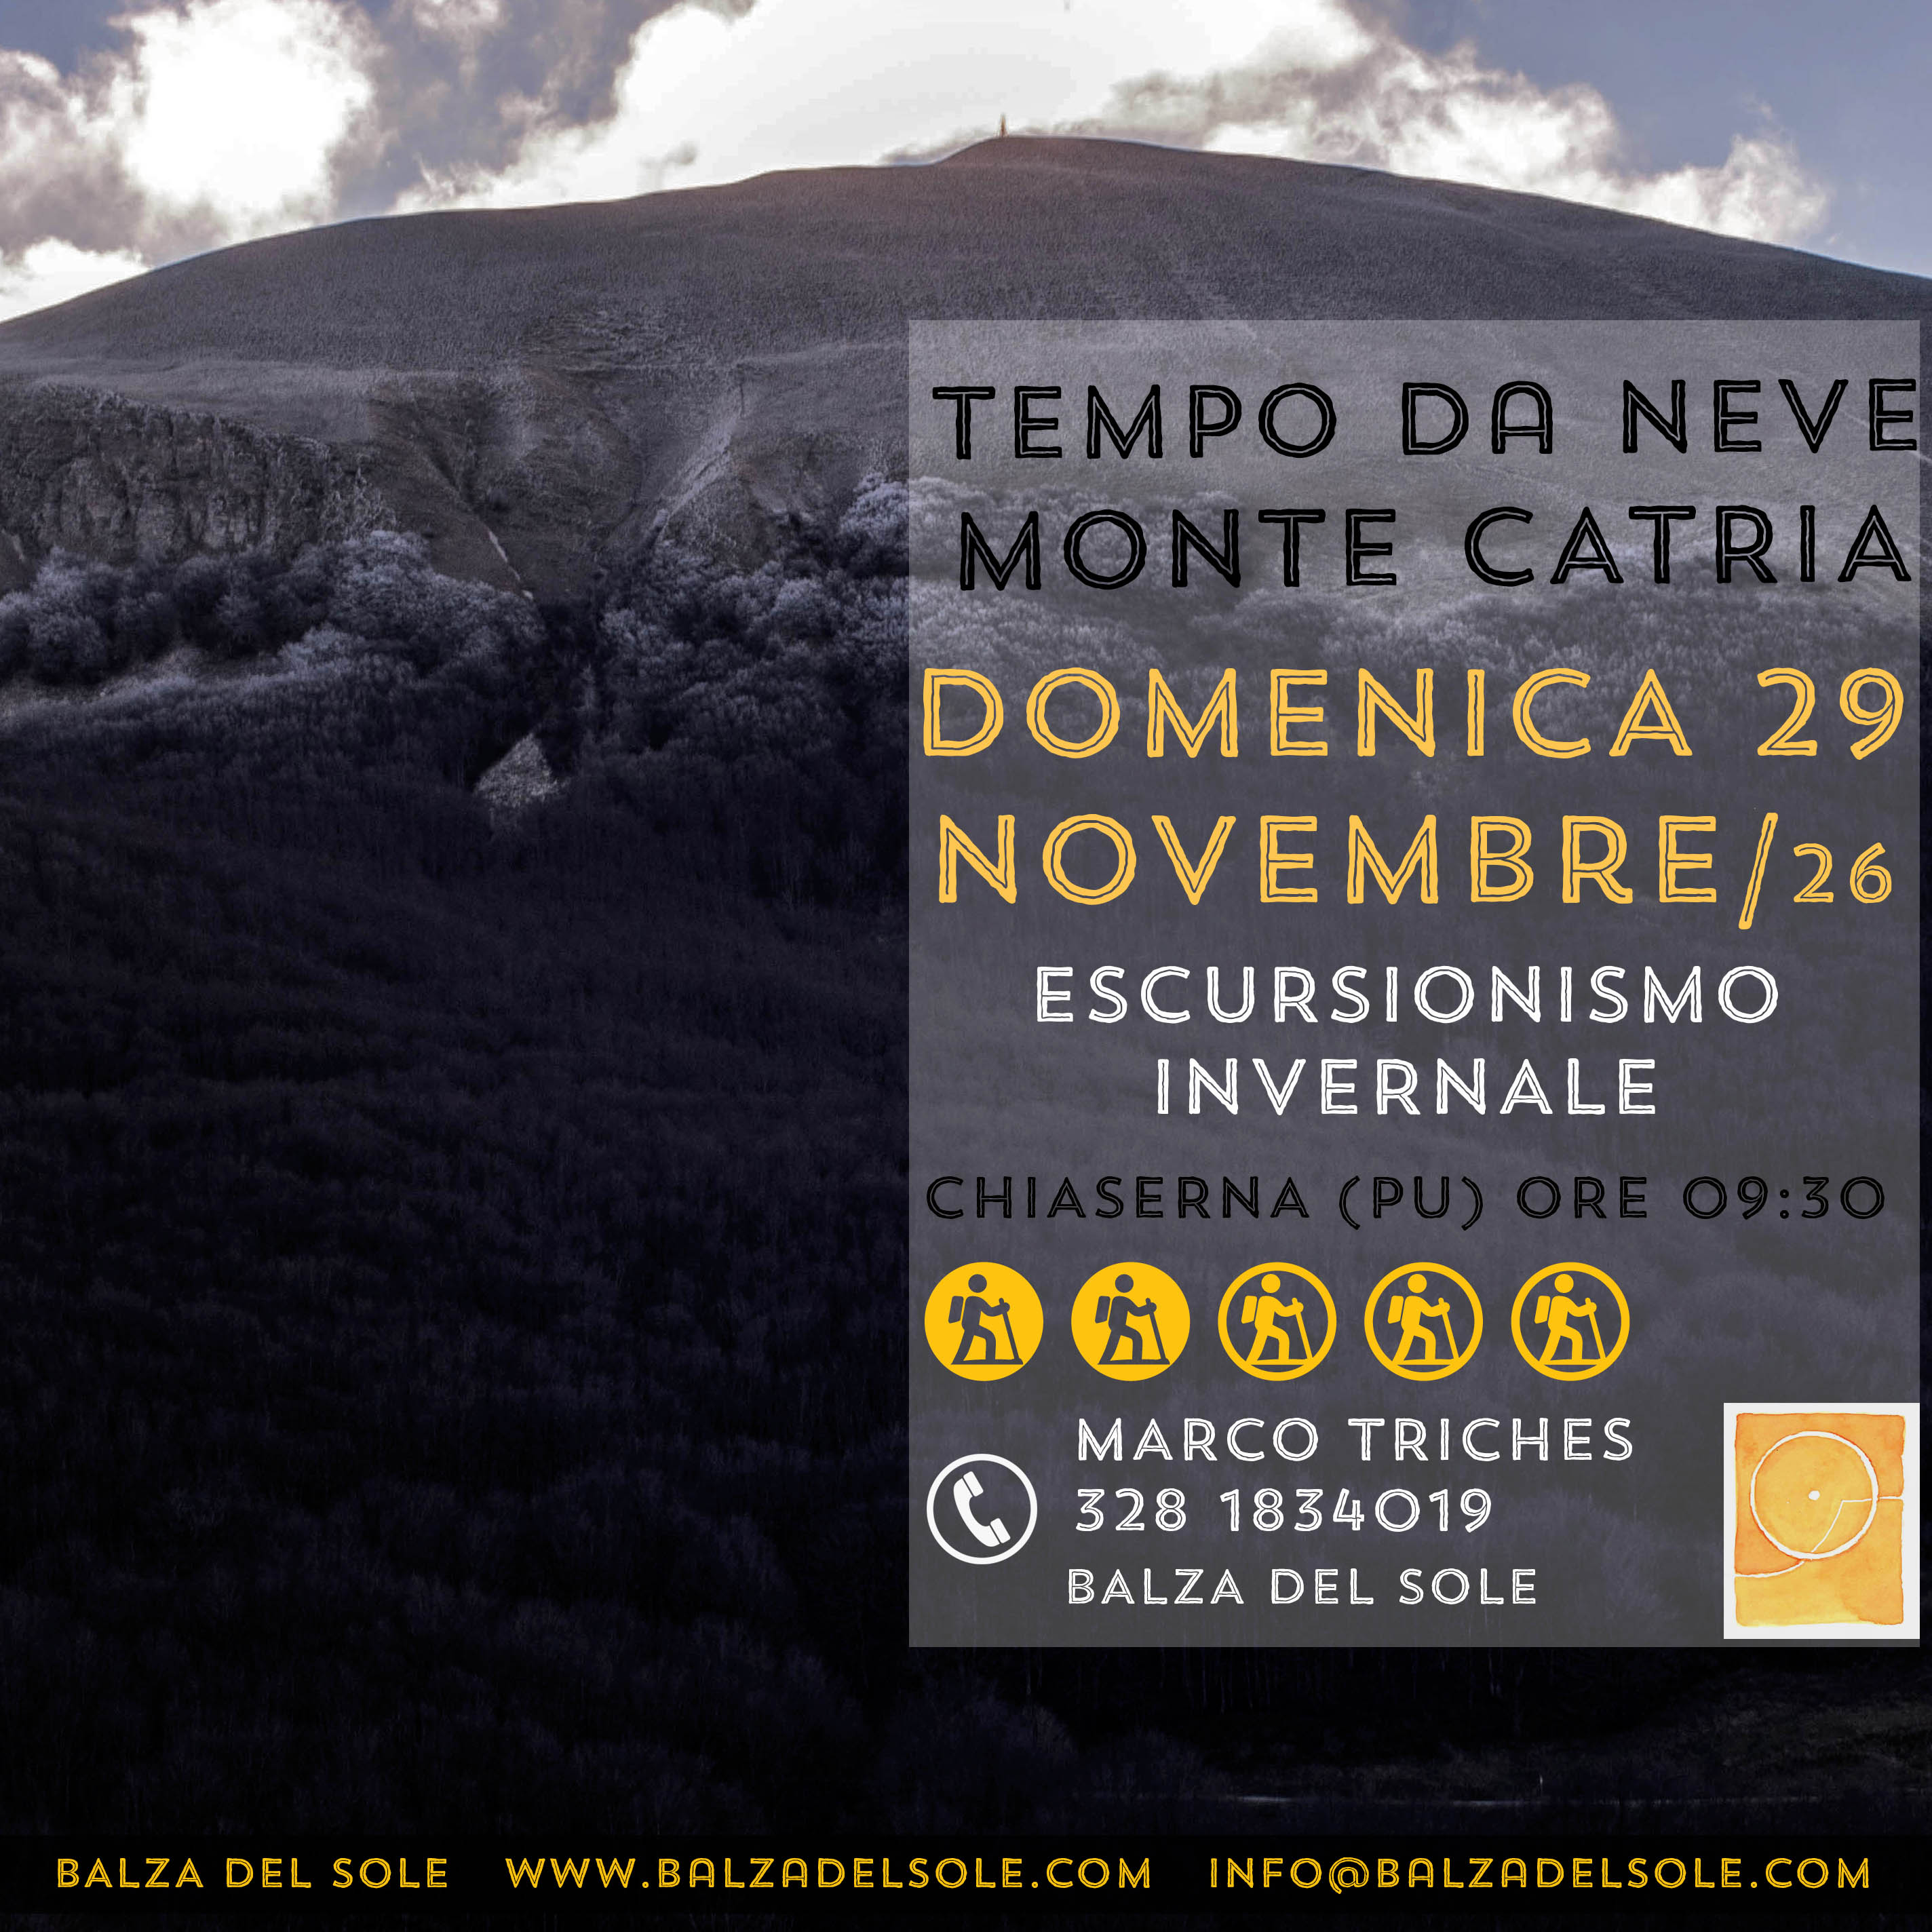 TEMPO DA NEVE
MONTE CATRIA
DOMENICA 29
NOVEMBRE/26
ESCURSIONISMO
INVERNALE
CHIASERNA (PU) ORE 09:30
MARCO TRICHES
328 1834019
BALZA DEL SOLE
BALZA DEL SOLE WWW.BALZADELSOLE.COM INFO@BALZADELSOLE.COM